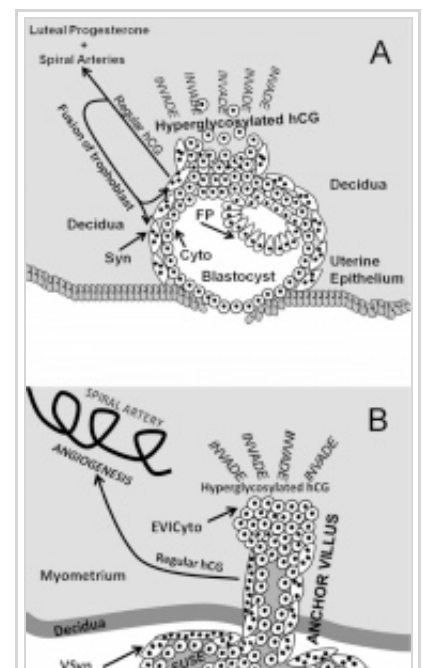 Luteal Progesterone
+
Spiral Arteries
A
INVADE
INVADE
INVADE
INVADE
INVADE
Hyperglycosylated hCG
Regular hCG
Fusion of trophoblast
Decidua
Decidua
FP
Syn
Cyto
Blastocyst
Uterine
Epithelium
B
SPIRAL ARTERY
ANGIOGENESIS
INVADE
INVADE
INVADE
INVADE
Hyperglycosylated hCG
EVICyto
Regular hCG
ANCHOR VILLUS
Myometrium
Decidua
VSyn
FUSE